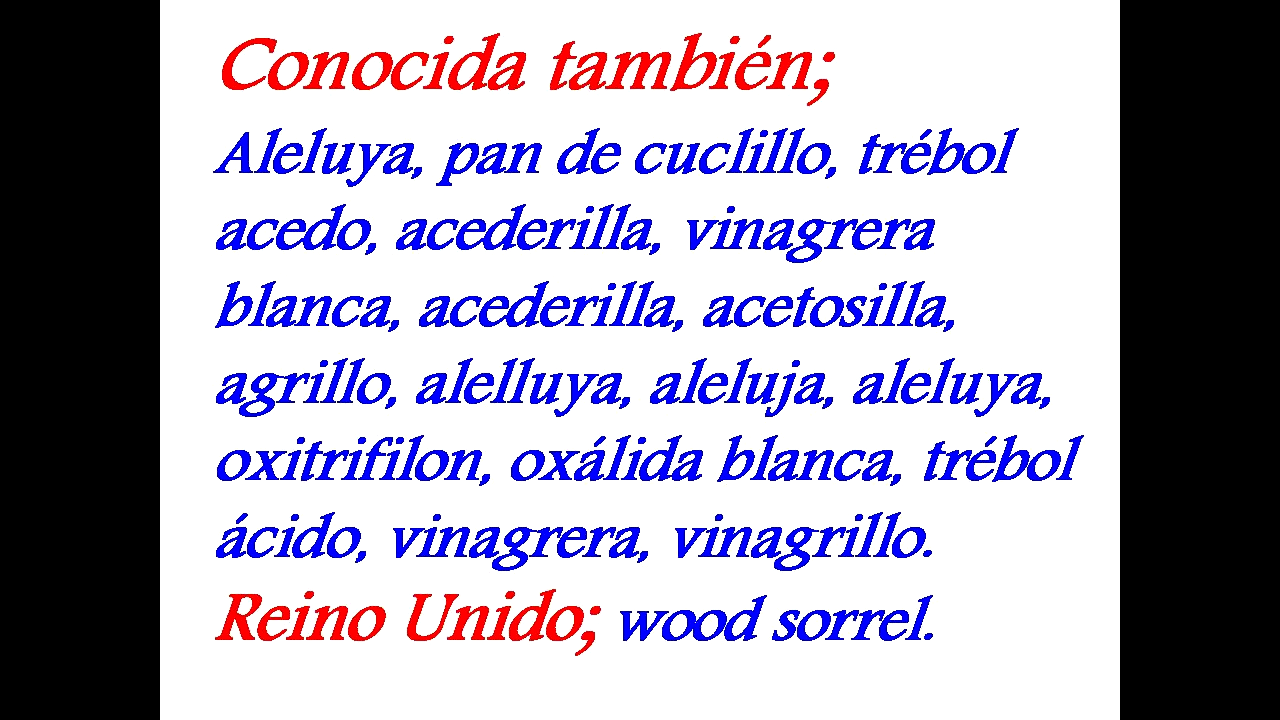 Conocida también;
Aleluya, pan de cuclillo, trébol
acedo, acederilla, vinagrera
blanca, acederilla, acetosilla,
agrillo, alelluya, aleluja, aleluya,
oxitrifilon, oxálida blanca, trébol
ácido, vinagrera, vinagrillo.
Reino Unido; wood sorrel.